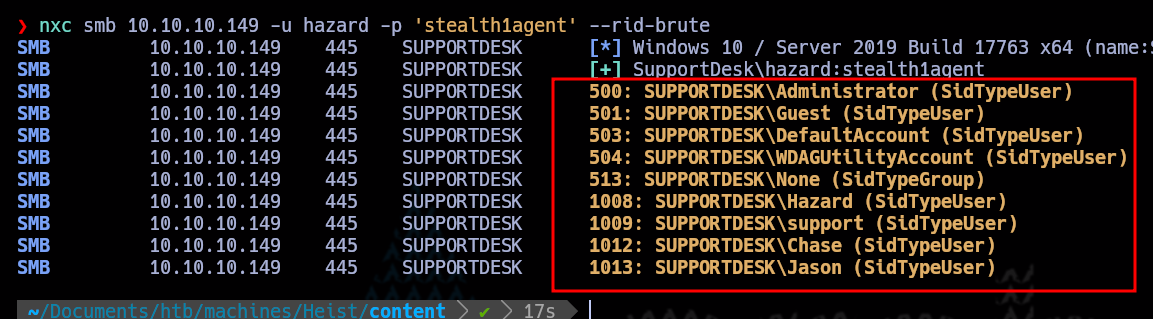 ❯ nxc smb 10.10.10.149 -u hazard -p 'stealth1agent' --rid-brute
SMB 10.10.10.149 445 SUPPORTDESK [*] Windows 10 / Server 2019 Build 17763 x64 (name:S
SMB 10.10.10.149 445 SUPPORTDESK [+] SupportDesk\hazard:stealth1agent
SMB 10.10.10.149 445 SUPPORTDESK 500: SUPPORTDESK\Administrator (SidTypeUser)
SMB 10.10.10.149 445 SUPPORTDESK 501: SUPPORTDESK\Guest (SidTypeUser)
SMB 10.10.10.149 445 SUPPORTDESK 503: SUPPORTDESK\DefaultAccount (SidTypeUser)
SMB 10.10.10.149 445 SUPPORTDESK 504: SUPPORTDESK\WDAGUtilityAccount (SidTypeUser)
SMB 10.10.10.149 445 SUPPORTDESK 513: SUPPORTDESK\None (SidTypeGroup)
SMB 10.10.10.149 445 SUPPORTDESK 1008: SUPPORTDESK\Hazard (SidTypeUser)
SMB 10.10.10.149 445 SUPPORTDESK 1009: SUPPORTDESK\support (SidTypeUser)
SMB 10.10.10.149 445 SUPPORTDESK 1012: SUPPORTDESK\Chase (SidTypeUser)
SMB 10.10.10.149 445 SUPPORTDESK 1013: SUPPORTDESK\Jason (SidTypeUser)
~/Documents/htb/machines/Heist/content ✔ 17s